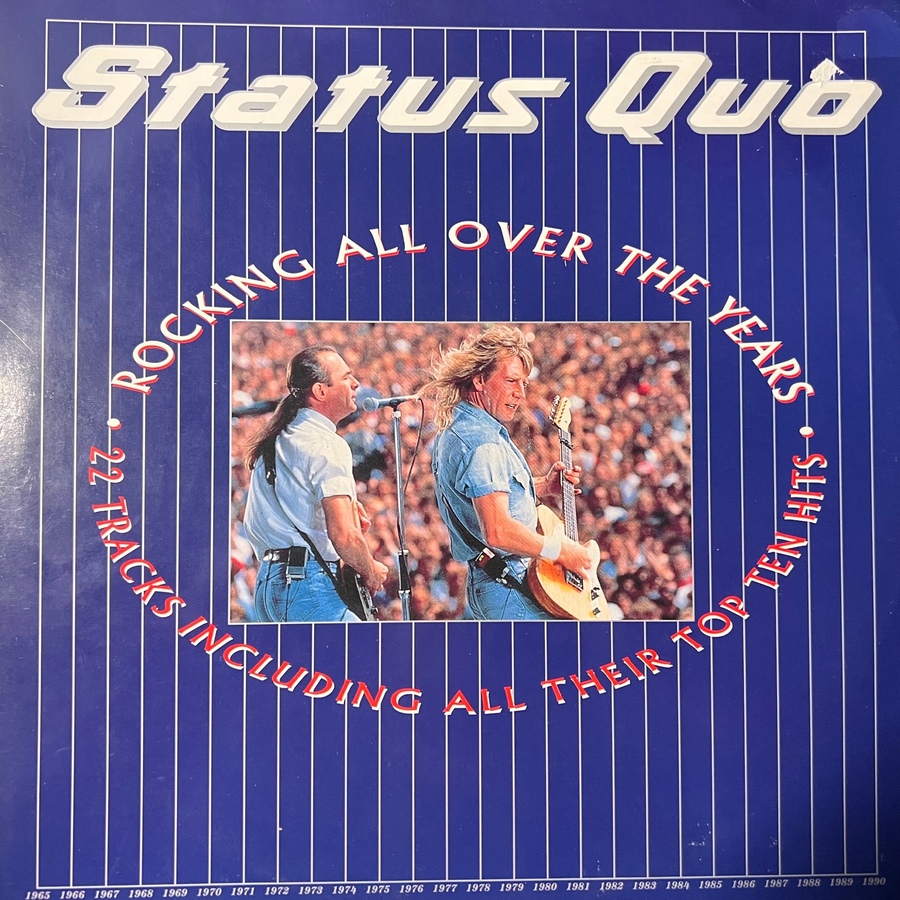 Status Quo
ROCKING ALL OVER THE YEARS
• 22 TRACKS INCLUDING ALL THEIR TOP TEN HITS •
1965 1966 1967 1968 1969 1970 1971 1972 1973 1974 1975 1976 1977 1978 1979 1980 1981 1982 1983 1984 1985 1986 1987 1988 1989 1990